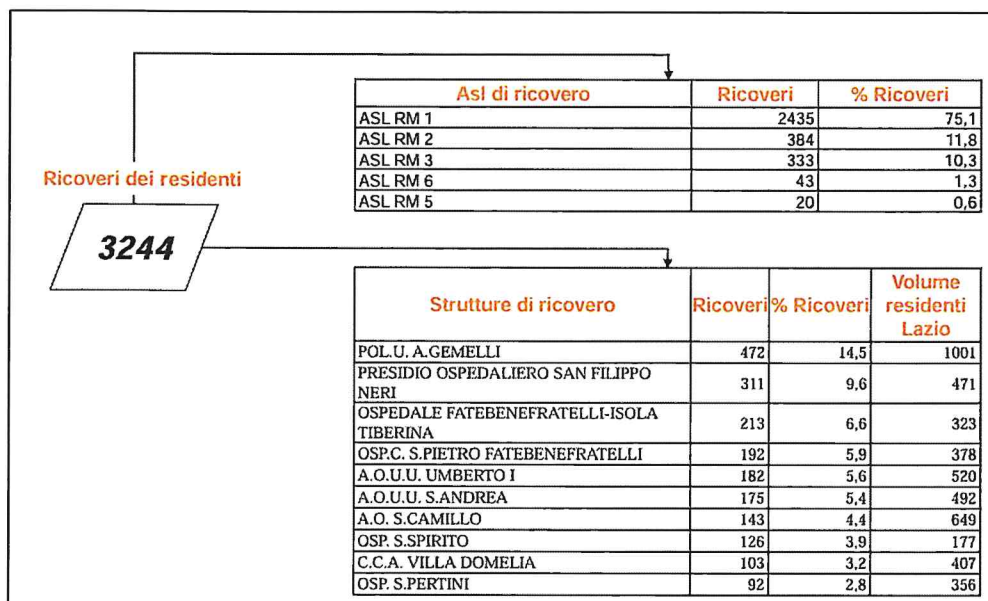 Asl di ricovero Ricoveri % Ricoveri
ASL RM 1 2435 75,1
ASL RM 2 384 11,8
ASL RM 3 333 10,3
ASL RM 6 43 1,3
ASL RM 5 20 0,6
Ricoveri dei residenti
3244
Strutture di ricovero Ricoveri % Ricoveri Volume residenti Lazio
POL.U. A.GEMELLI 472 14,5 1001
PRESIDIO OSPEDALIERO SAN FILIPPO
NERI 311 9,6 471
OSPEDALE FATEBENEFRATELLI-ISOLA
TIBERINA 213 6,6 323
OSP.C. S.PIETRO FATEBENEFRATELLI 192 5,9 378
A.O.U.U. UMBERTO I 182 5,6 520
A.O.U.U. S.ANDREA 175 5,4 492
A.O. S.CAMILLO 143 4,4 649
OSP. S.SPIRITO 126 3,9 177
C.C.A. VILLA DOMELIA 103 3,2 407
OSP. S.PERTINI 92 2,8 356